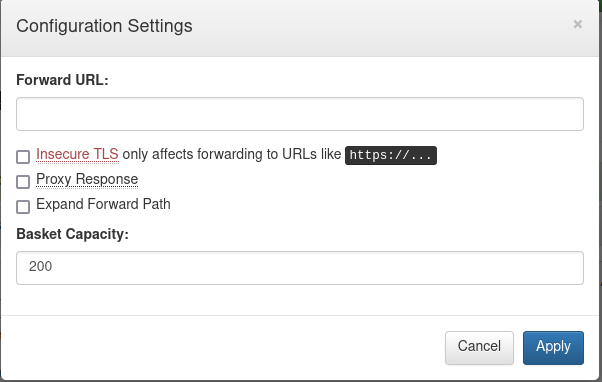 Configuration Settings ×
Forward URL:
Insecure TLS only affects forwarding to URLs like https://...
Proxy Response
Expand Forward Path
Basket Capacity:
200
Cancel Apply